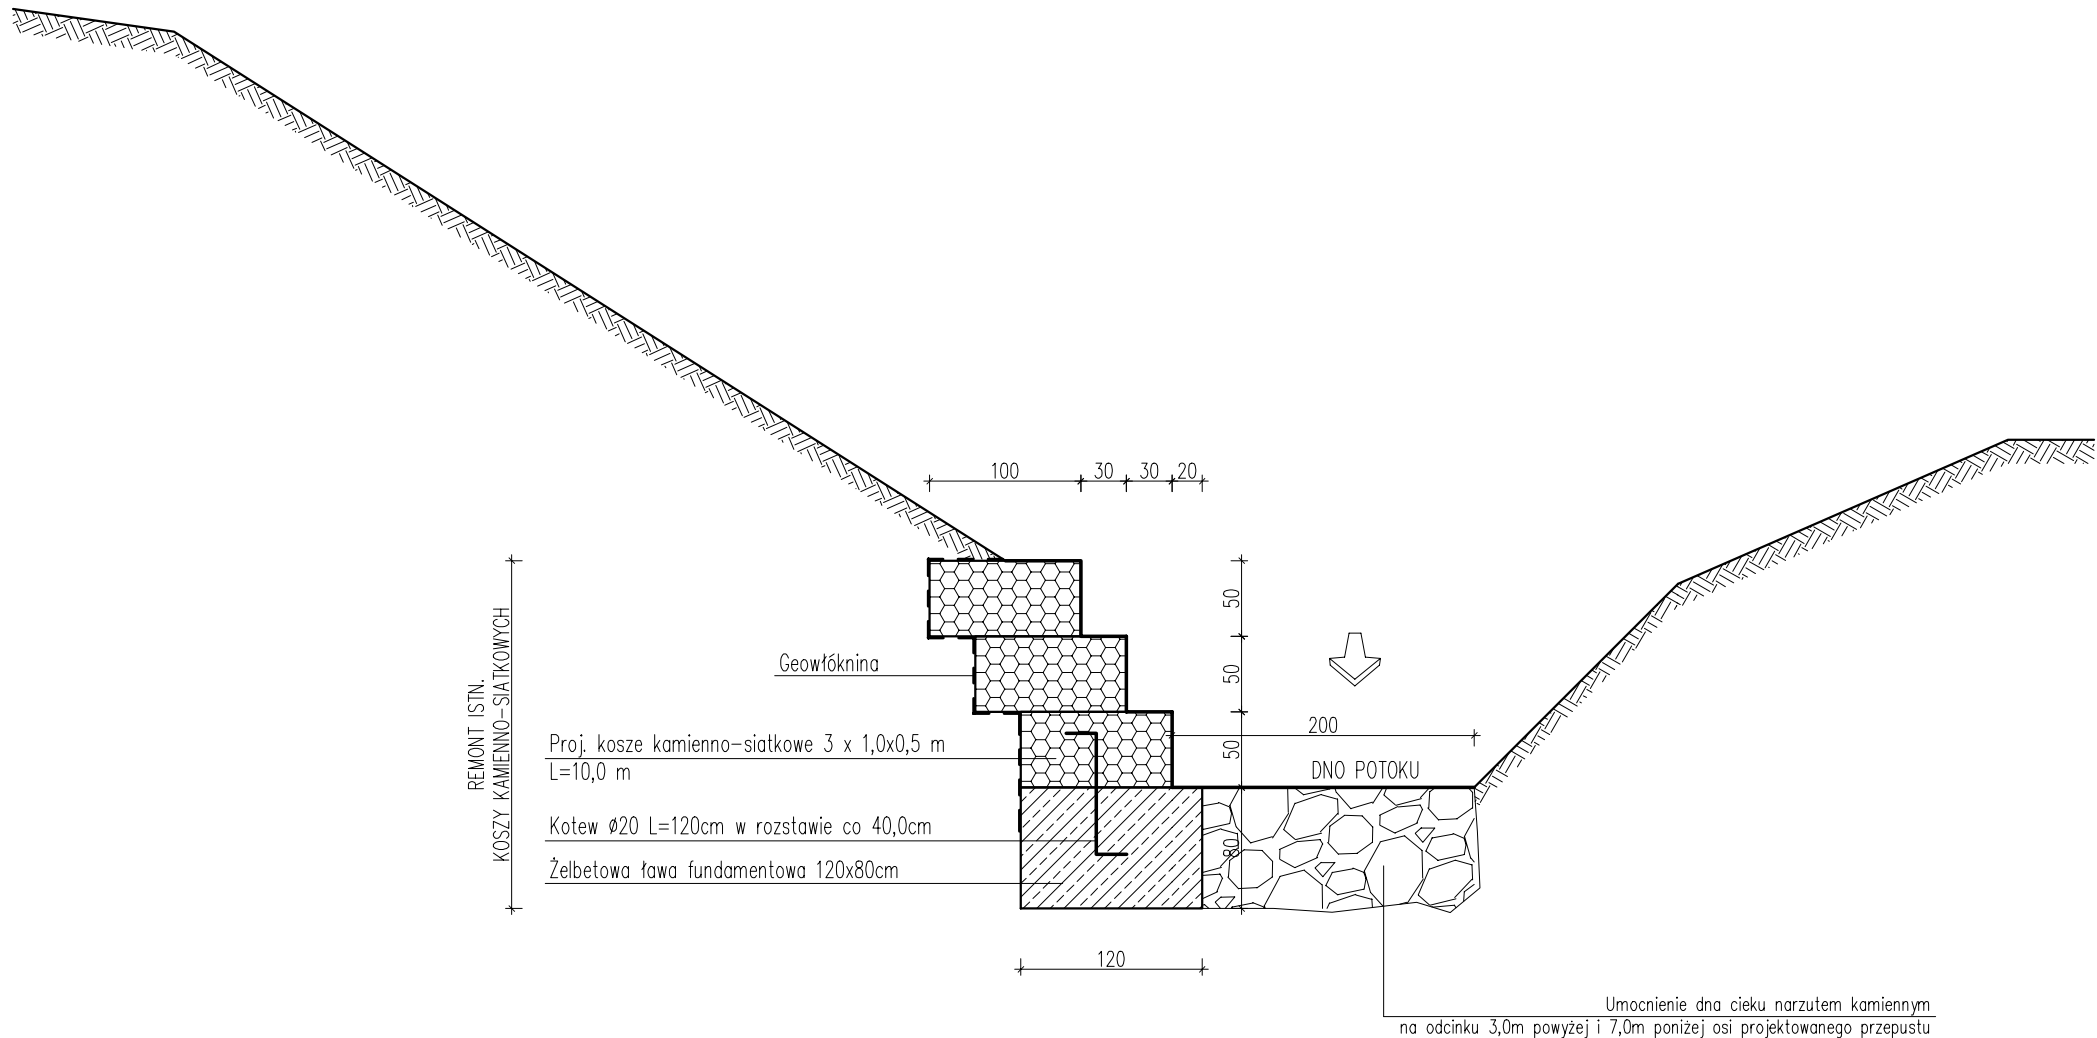 100
30
30
20
REMONT ISTN.
KOSZY KAMIENNO-SIATKOWYCH
50
50
50
80
Geowłóknina
200
DNO POTOKU
Proj. kosze kamienno-siatkowe 3 x 1,0x0,5 m
L=10,0 m
Kotew Ø20 L=120cm w rozstawie co 40,0cm
Żelbetowa ława fundamentowa 120x80cm
120
Umocnienie dna cieku narzutem kamiennym
na odcinku 3,0m powyżej i 7,0m poniżej osi projektowanego przepustu